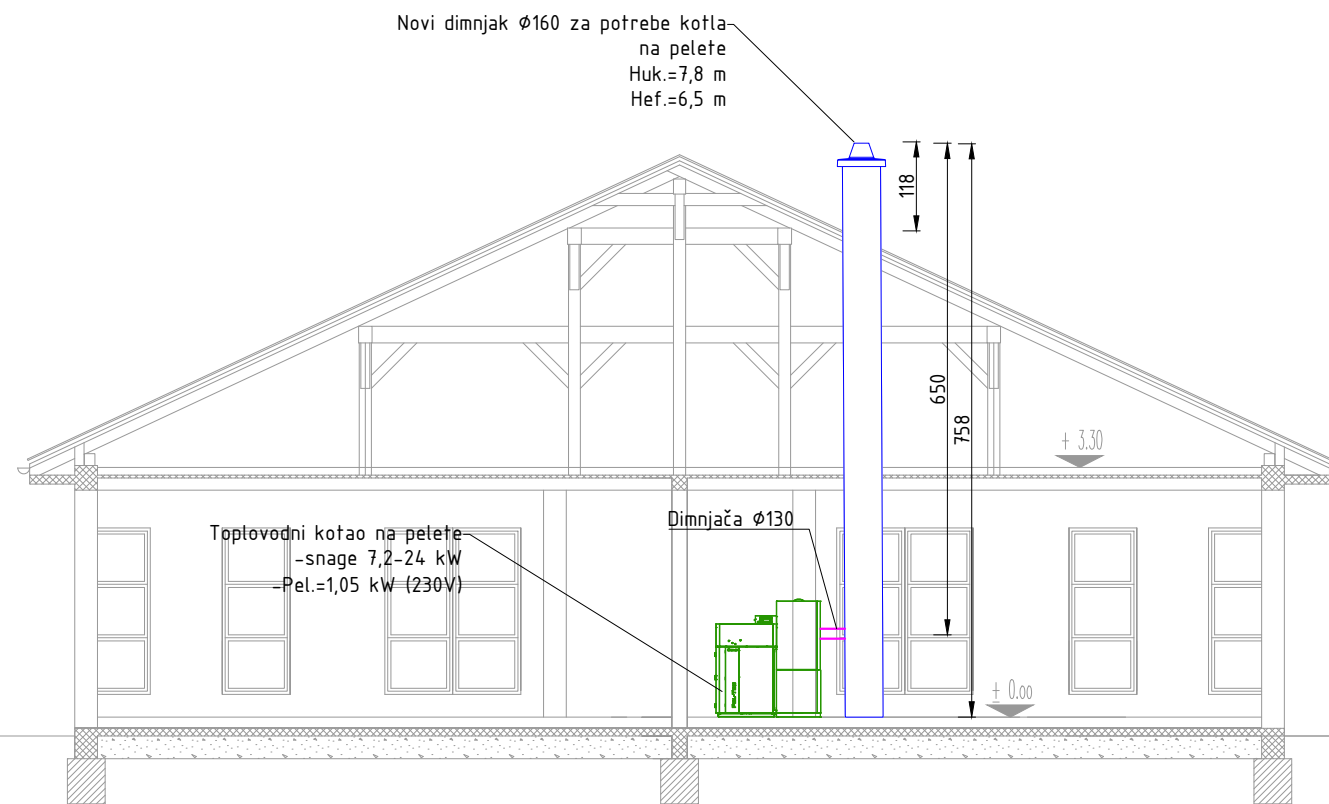 Novi dimnjak Ø160 za potrebe kotla
na pelete
Huk.=7,8 m
Hef.=6,5 m
118
650
758
+ 3.30
Toplovodni kotao na pelete
-snage 7,2-24 kW
-Pel.=1,05 kW (230V)
Dimnjača Ø130
± 0.00